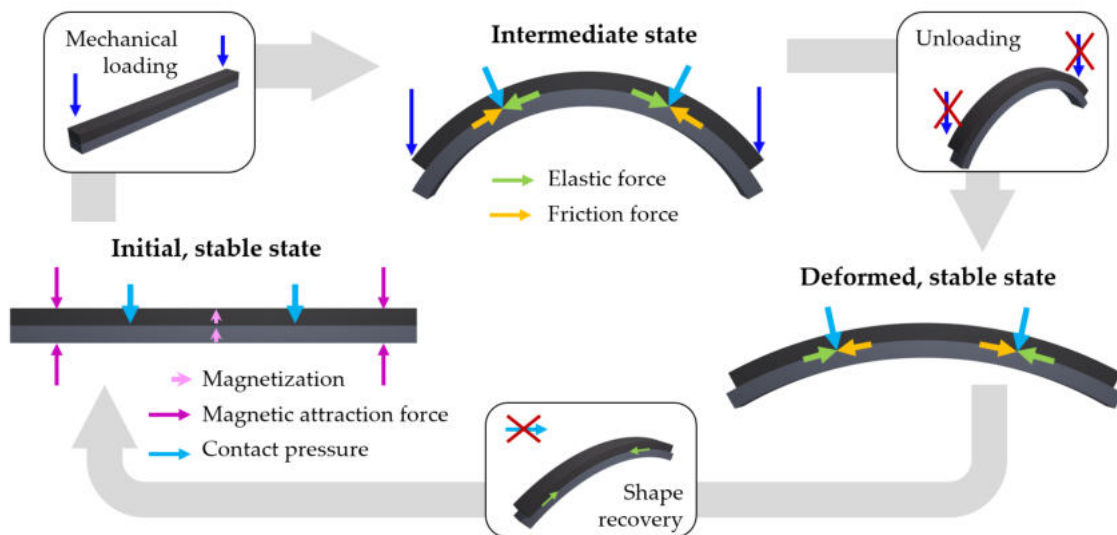 Mechanical
loading
Intermediate state
Unloading
Elastic force
Friction force
Initial, stable state
Deformed, stable state
Magnetization
Magnetic attraction force
Contact pressure
Shape
recovery